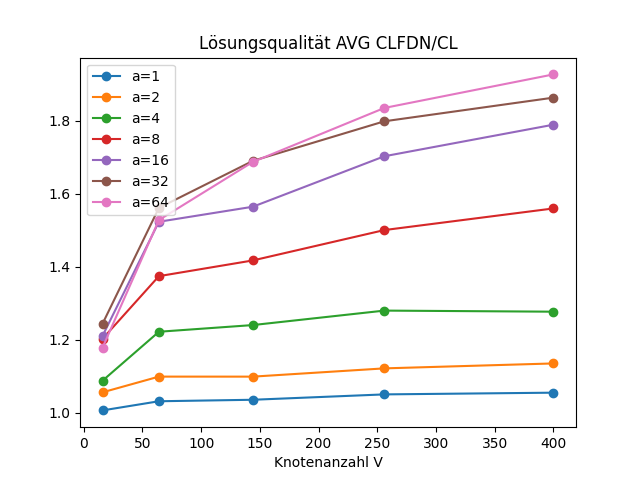 Lösungsqualität AVG CLFDN/CL
a=1
a=2
a=4
a=8
a=16
a=32
a=64
1.8
1.6
1.4
1.2
1.0
0 50 100 150 200 250 300 350 400
Knotenanzahl V